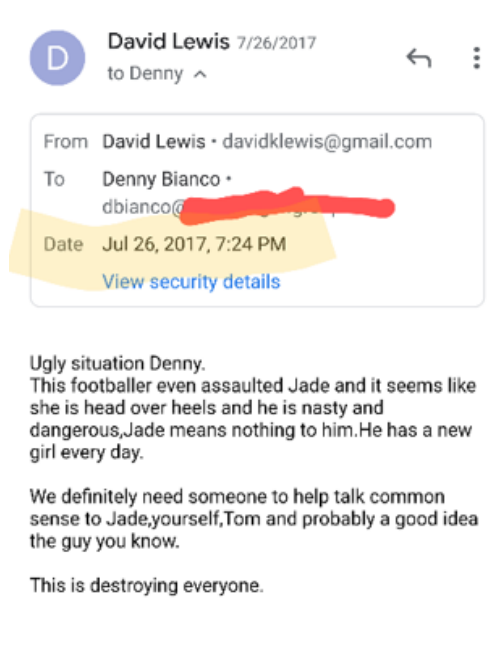 D
David Lewis 7/26/2017
to Denny
From David Lewis • davidklewis@gmail.com
To Denny Bianco •
dbianco@
Date Jul 26, 2017, 7:24 PM
View security details
Ugly situation Denny.
This footballer even assaulted Jade and it seems like
she is head over heels and he is nasty and
dangerous,Jade means nothing to him.He has a new
girl every day.
We definitely need someone to help talk common
sense to Jade,yourself,Tom and probably a good idea
the guy you know.
This is destroying everyone.